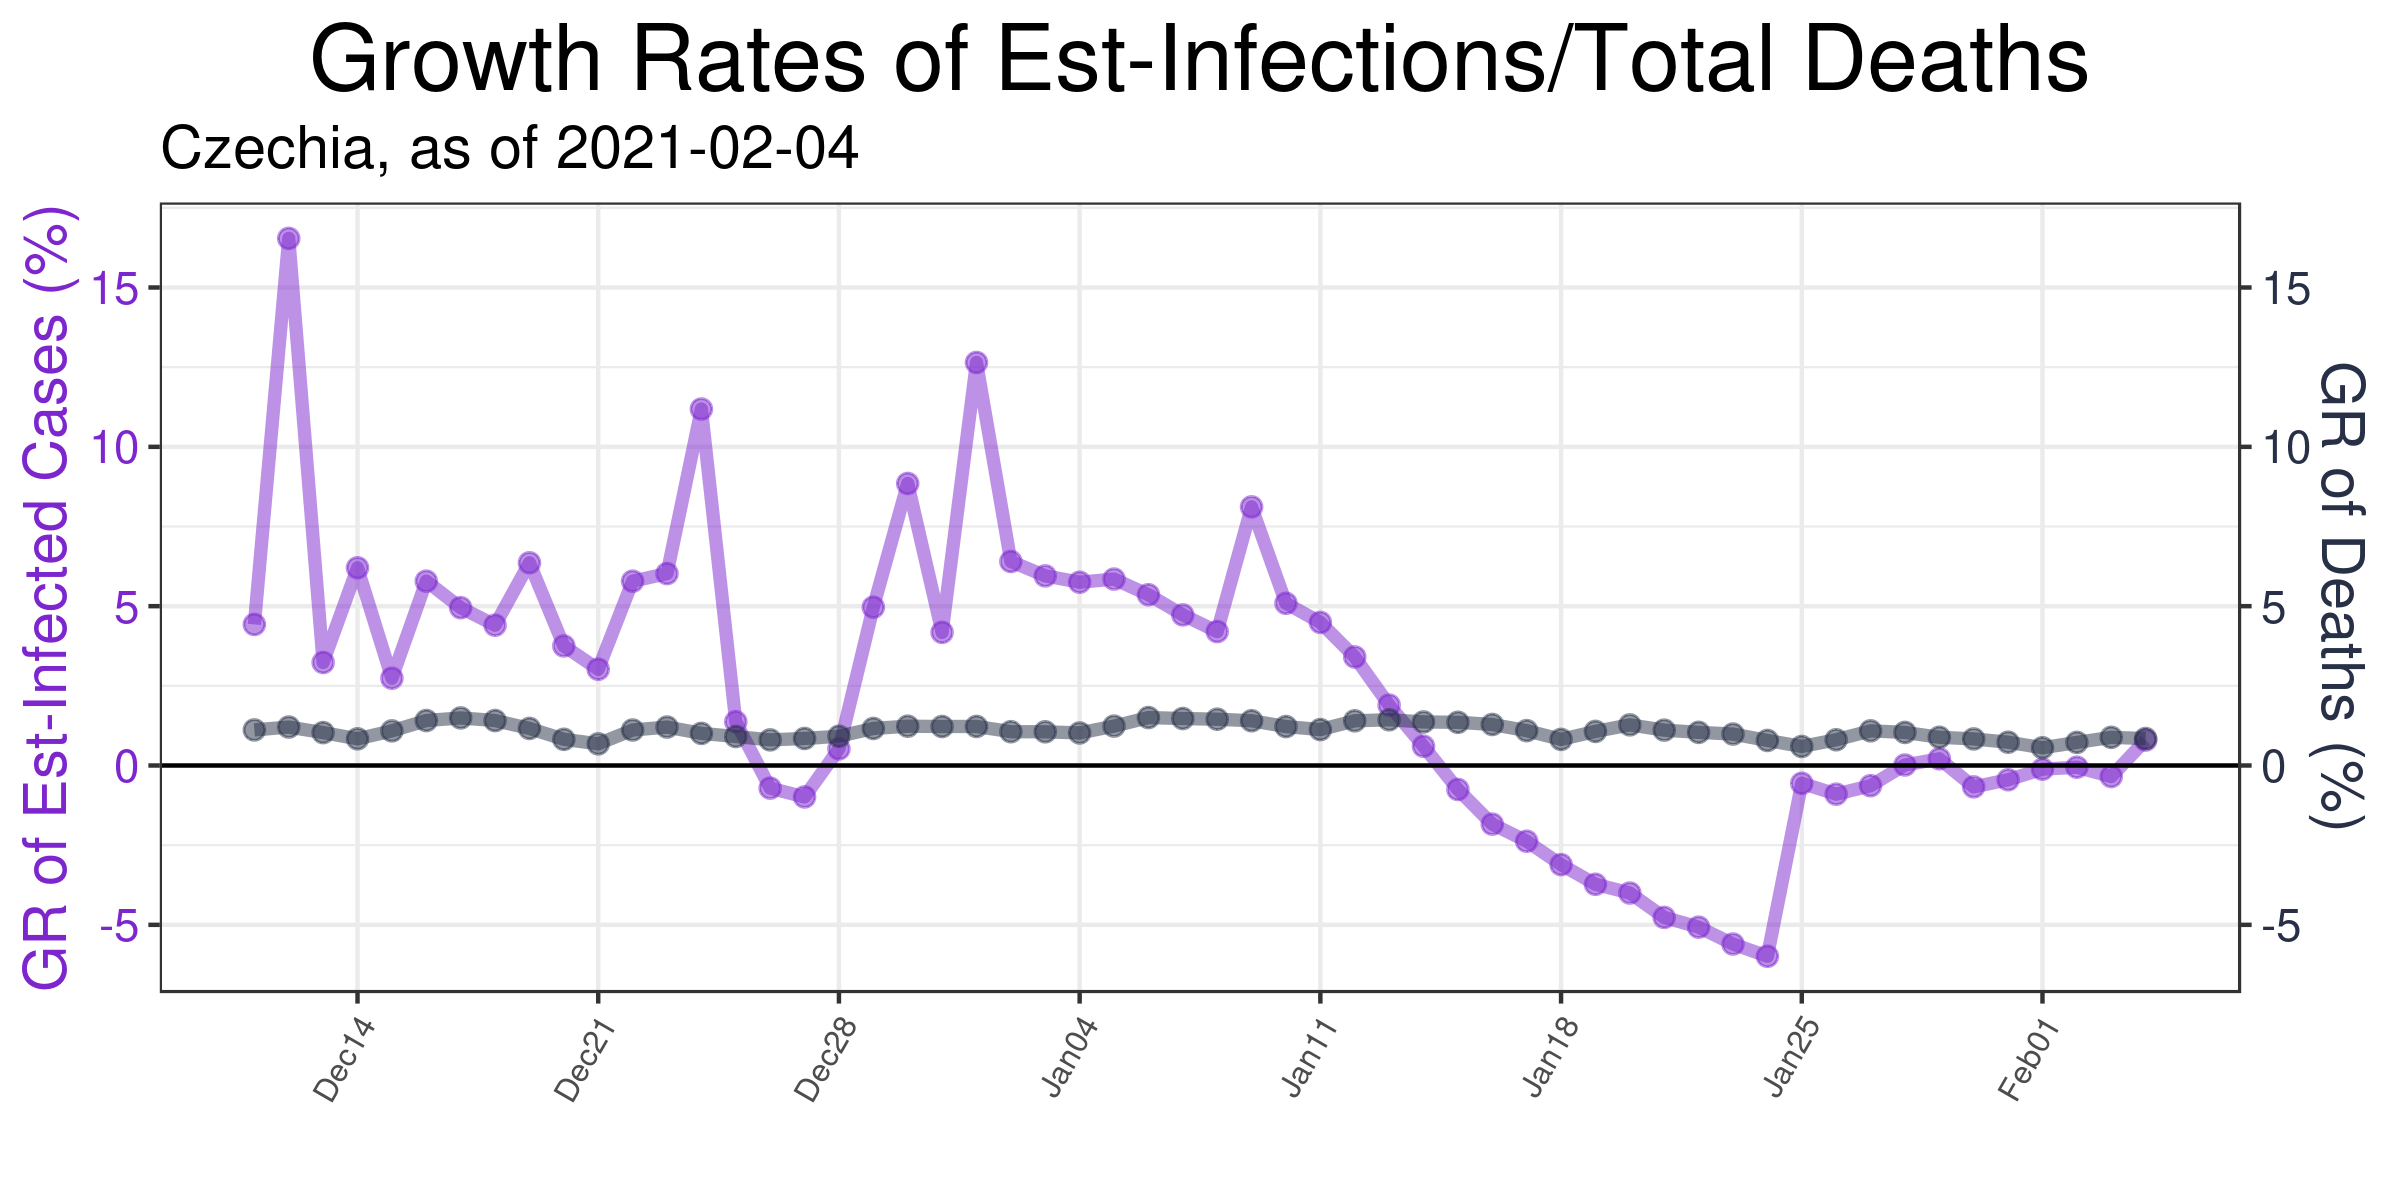 Growth Rates of Est-Infections/Total Deaths
Czechia, as of 2021-02-04
GR of Est-Infected Cases (%)
15
10
5
0
-5
15
10
5
0
-5
GR of Deaths (%)
Dec14
Dec21
Dec28
Jan04
Jan11
Jan18
Jan25
Feb01